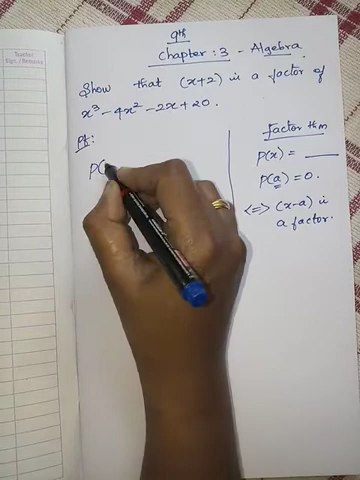 9th
Chapter : 3 - Algebra
Show that (x+2) is a factor of
x³ - 4x² - 2x + 20.
Pf:
p(
factor thm
p(x) = ___
p(a) = 0.
<=> (x-a) is
a factor.
Teacher
Sign. / Remarks